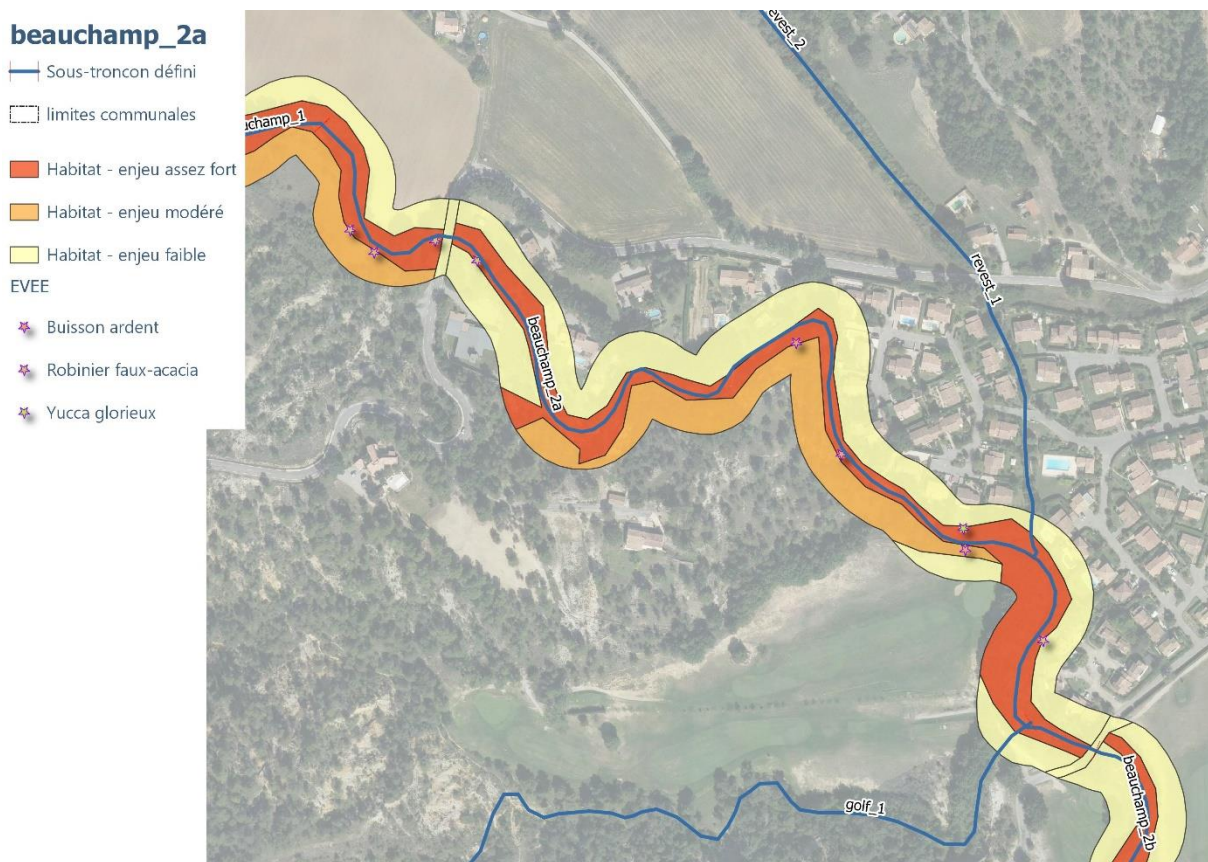 beauchamp_2a
Sous-troncon défini
limites communales
Habitat - enjeu assez fort
Habitat - enjeu modéré
Habitat - enjeu faible
EVEE
Buisson ardent
Robinier faux-acacia
Yucca glorieux
revest_2
uchamp_1
revest_1
beauchamp_2a
golf_1
beauchamp_2b